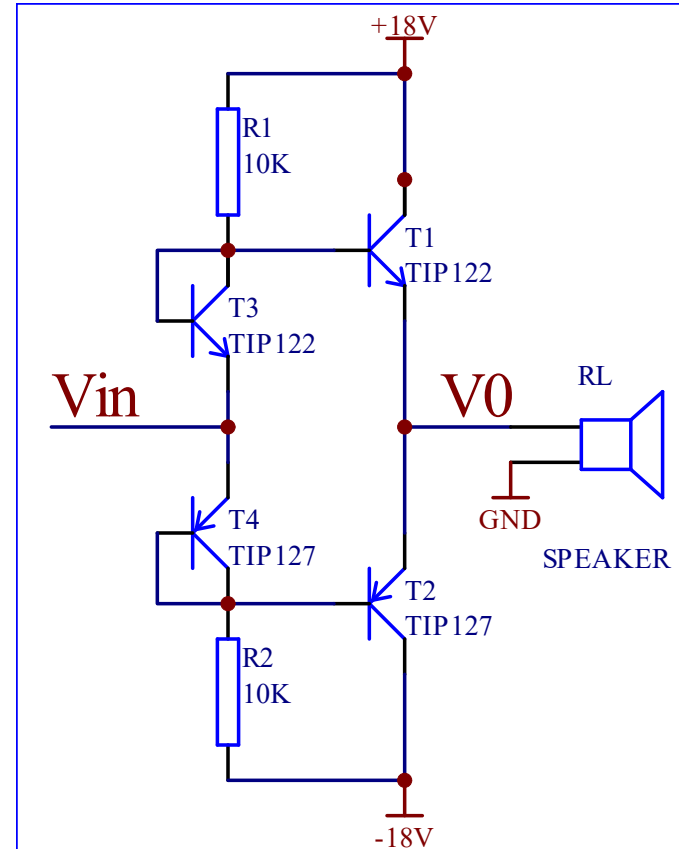 +18V
R1
10K
T1
TIP122
T3
TIP122
Vin
V0
RL
T4
TIP127
GND
SPEAKER
T2
TIP127
R2
10K
-18V